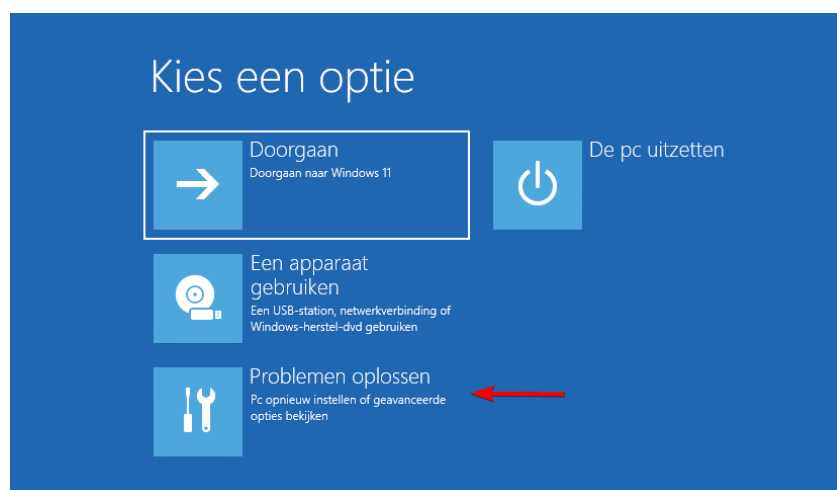 Kies een optie
Doorgaan
Doorgaan naar Windows 11
De pc uitzetten
Een apparaat
gebruiken
Een USB-station, netwerkverbinding of
Windows-herstel-dvd gebruiken
Problemen oplossen
Pc opnieuw instellen of geavanceerde
opties bekijken